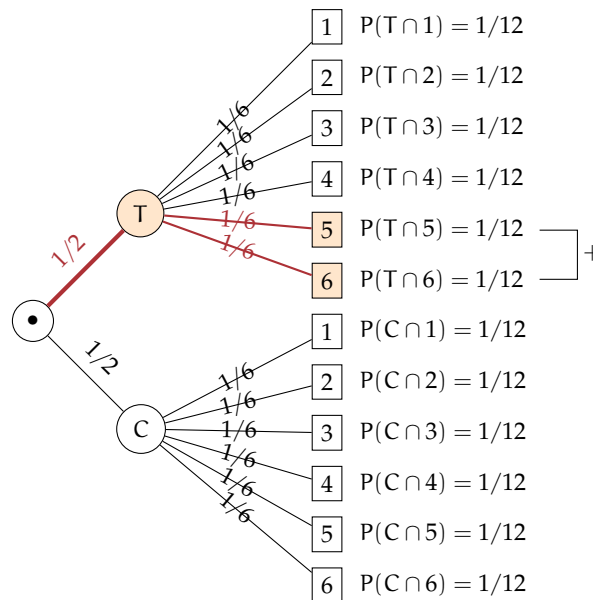 1 P(T ∩ 1) = 1/12
1/6
2 P(T ∩ 2) = 1/12
1/6
3 P(T ∩ 3) = 1/12
1/6
4 P(T ∩ 4) = 1/12
1/6
T
1/6
5 P(T ∩ 5) = 1/12
1/6
1/2
+
6 P(T ∩ 6) = 1/12
1 P(C ∩ 1) = 1/12
1/2
1/6
2 P(C ∩ 2) = 1/12
1/6
C
1/6
3 P(C ∩ 3) = 1/12
1/6
4 P(C ∩ 4) = 1/12
1/6
1/6
5 P(C ∩ 5) = 1/12
6 P(C ∩ 6) = 1/12